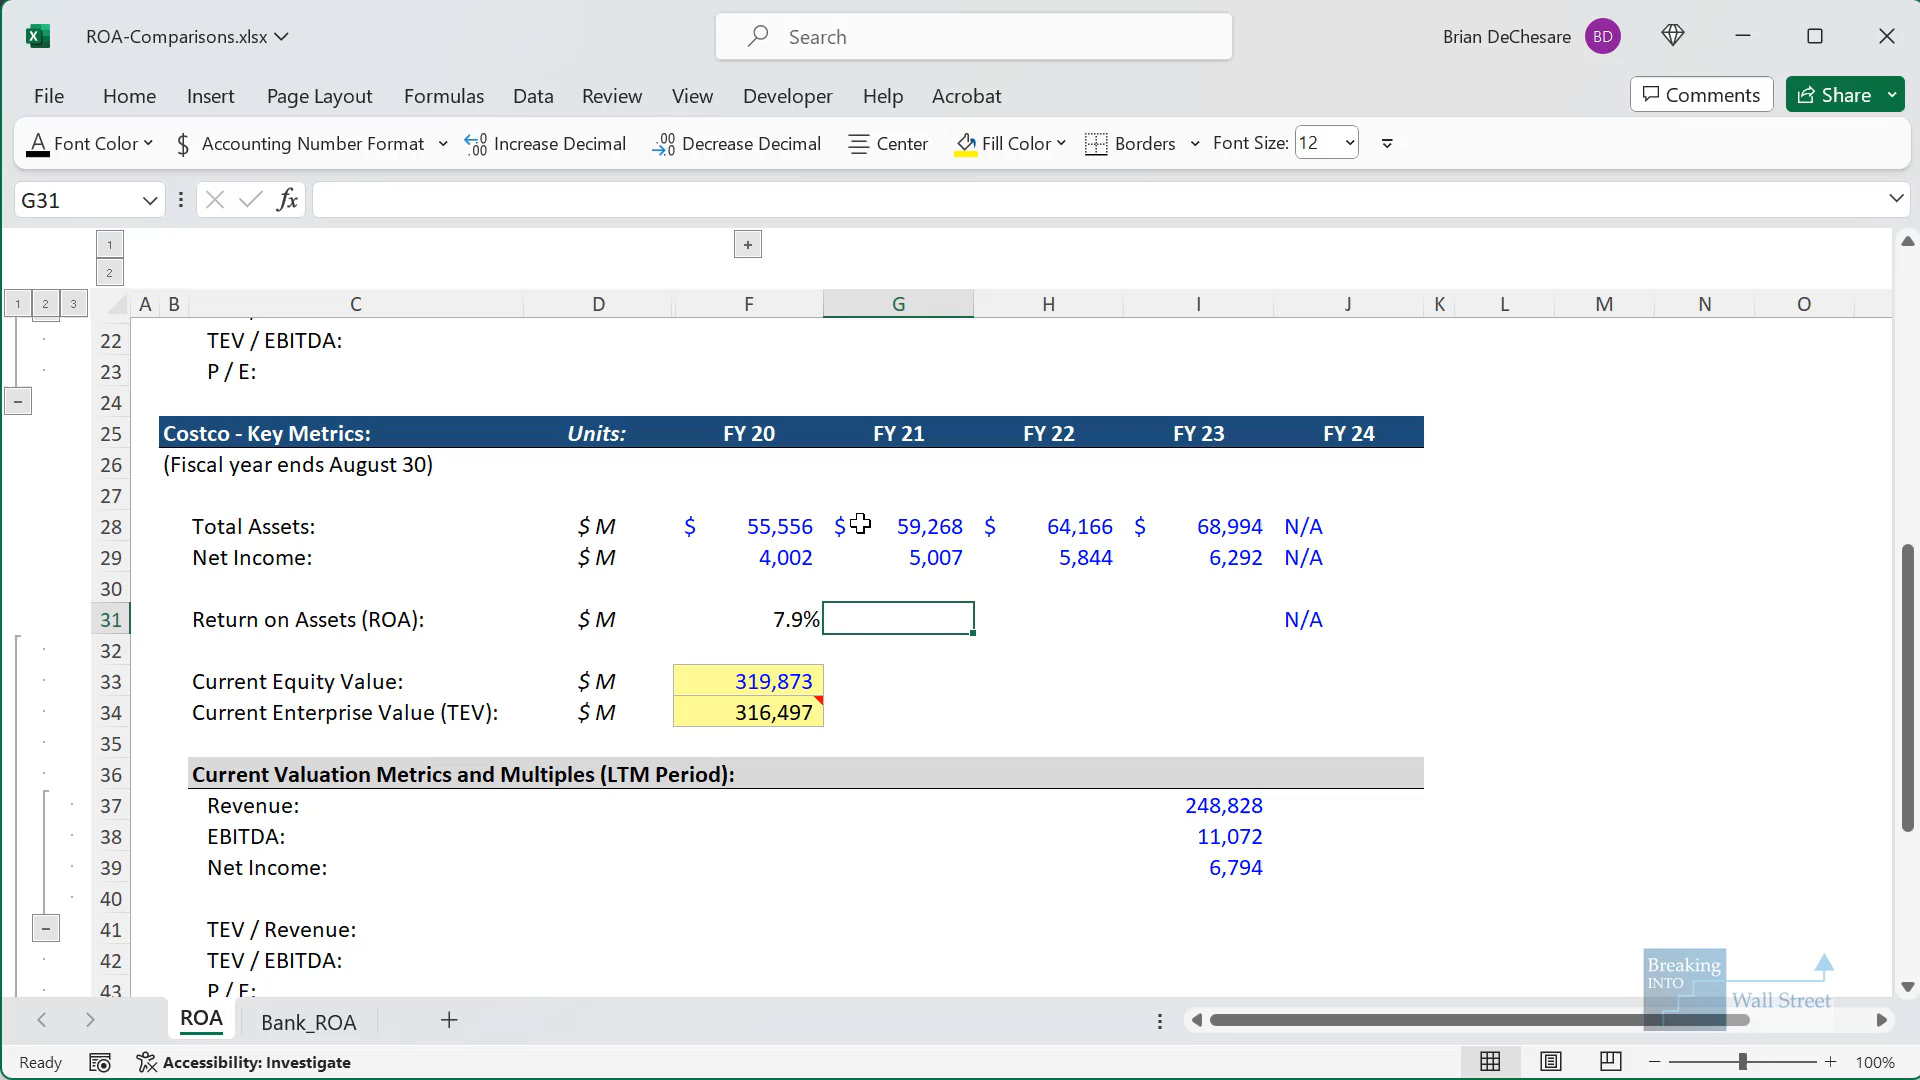 ROA-Comparisons.xlsx
Search
Brian DeChesare BD
File Home Insert Page Layout Formulas Data Review View Developer Help Acrobat Comments Share
A Font Color $ Accounting Number Format Increase Decimal Decrease Decimal Center Fill Color Borders Font Size: 12
G31 fx
1 +
2
1 2 3 A B C D F G H I J K L M N O
22 TEV / EBITDA:
23 P / E:
24
25 Costco - Key Metrics: Units: FY 20 FY 21 FY 22 FY 23 FY 24
26 (Fiscal year ends August 30)
27
28 Total Assets: $ M $ 55,556 $ 59,268 $ 64,166 $ 68,994 N/A
29 Net Income: $ M 4,002 5,007 5,844 6,292 N/A
30
31 Return on Assets (ROA): $ M 7.9% N/A
32
33 Current Equity Value: $ M 319,873
34 Current Enterprise Value (TEV): $ M 316,497
35
36 Current Valuation Metrics and Multiples (LTM Period):
37 Revenue: 248,828
38 EBITDA: 11,072
39 Net Income: 6,794
40
41 TEV / Revenue:
42 TEV / EBITDA:
43 P / E:
Breaking
INTO
Wall Street
ROA Bank_ROA +
Ready Accessibility: Investigate 100%